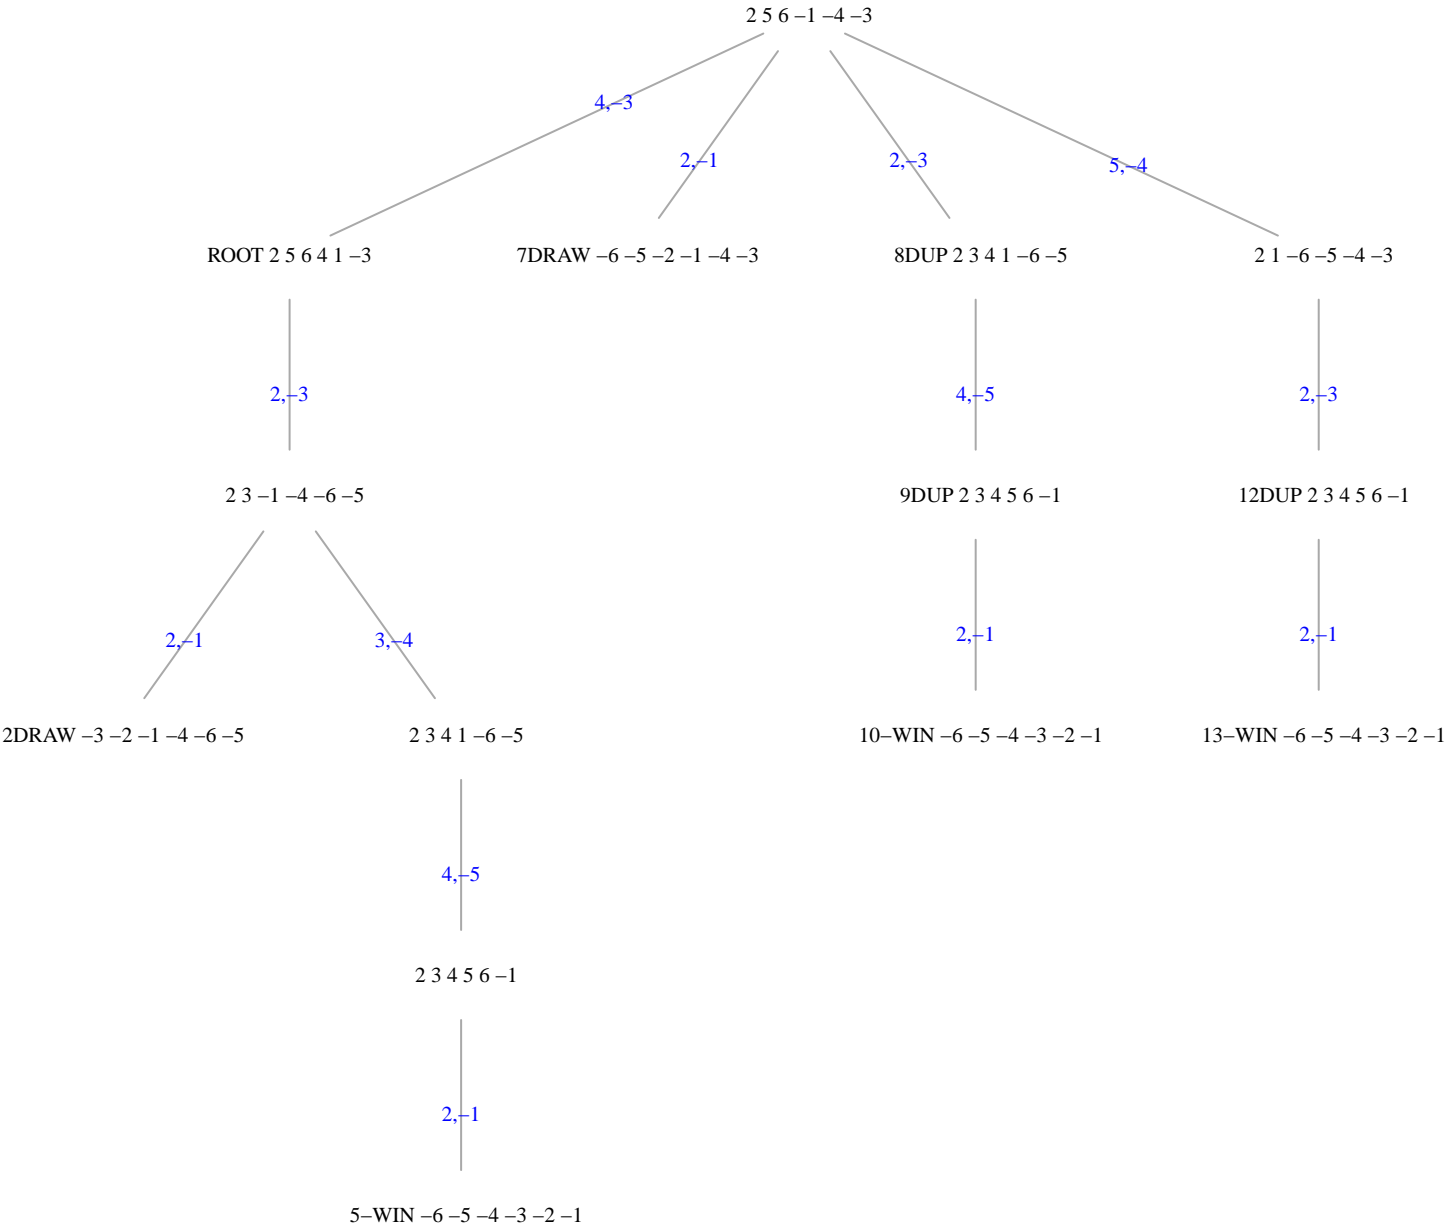 2 5 6 –1 –4 –3
4,–3
2,–1
2,–3
5,–4
ROOT 2 5 6 4 1 –3
7DRAW –6 –5 –2 –1 –4 –3
8DUP 2 3 4 1 –6 –5
2 1 –6 –5 –4 –3
2,–3
4,–5
2,–3
2 3 –1 –4 –6 –5
9DUP 2 3 4 5 6 –1
12DUP 2 3 4 5 6 –1
2,–1
3,–4
2,–1
2,–1
2DRAW –3 –2 –1 –4 –6 –5
2 3 4 1 –6 –5
10–WIN –6 –5 –4 –3 –2 –1
13–WIN –6 –5 –4 –3 –2 –1
4,–5
2 3 4 5 6 –1
2,–1
5–WIN –6 –5 –4 –3 –2 –1